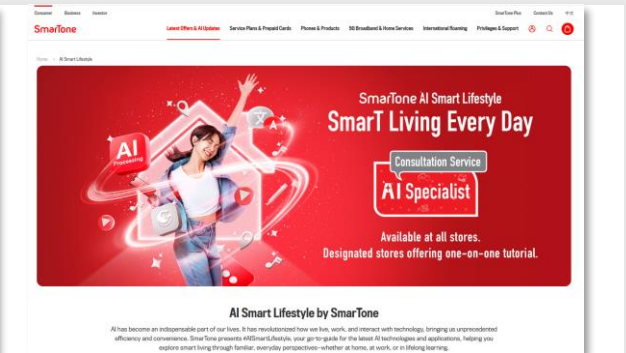 Consumer Business Investor
SmarTone Plus Contact Us 中文
SmarTone
Latest Offers & AI Updates Service Plans & Prepaid Cards Phones & Products 5G Broadband & Home Services International Roaming Privileges & Support
Home > AI Smart Lifestyle
SmarTone AI Smart Lifestyle
SmarT Living Every Day
AI
Processing
文 A
Consultation Service
AI Specialist
Available at all stores.
Designated stores offering one-on-one tutorial.
AI Smart Lifestyle by SmarTone
AI has become an indispensable part of our lives. It has revolutionized how we live, work, and interact with technology, bringing us unprecedented
efficiency and convenience. SmarTone presents #AISmartLifestyle, your go-to-guide for the latest AI technologies and applications, helping you
explore smart living through familiar, everyday perspectives—whether at home, at work, or in lifelong learning.